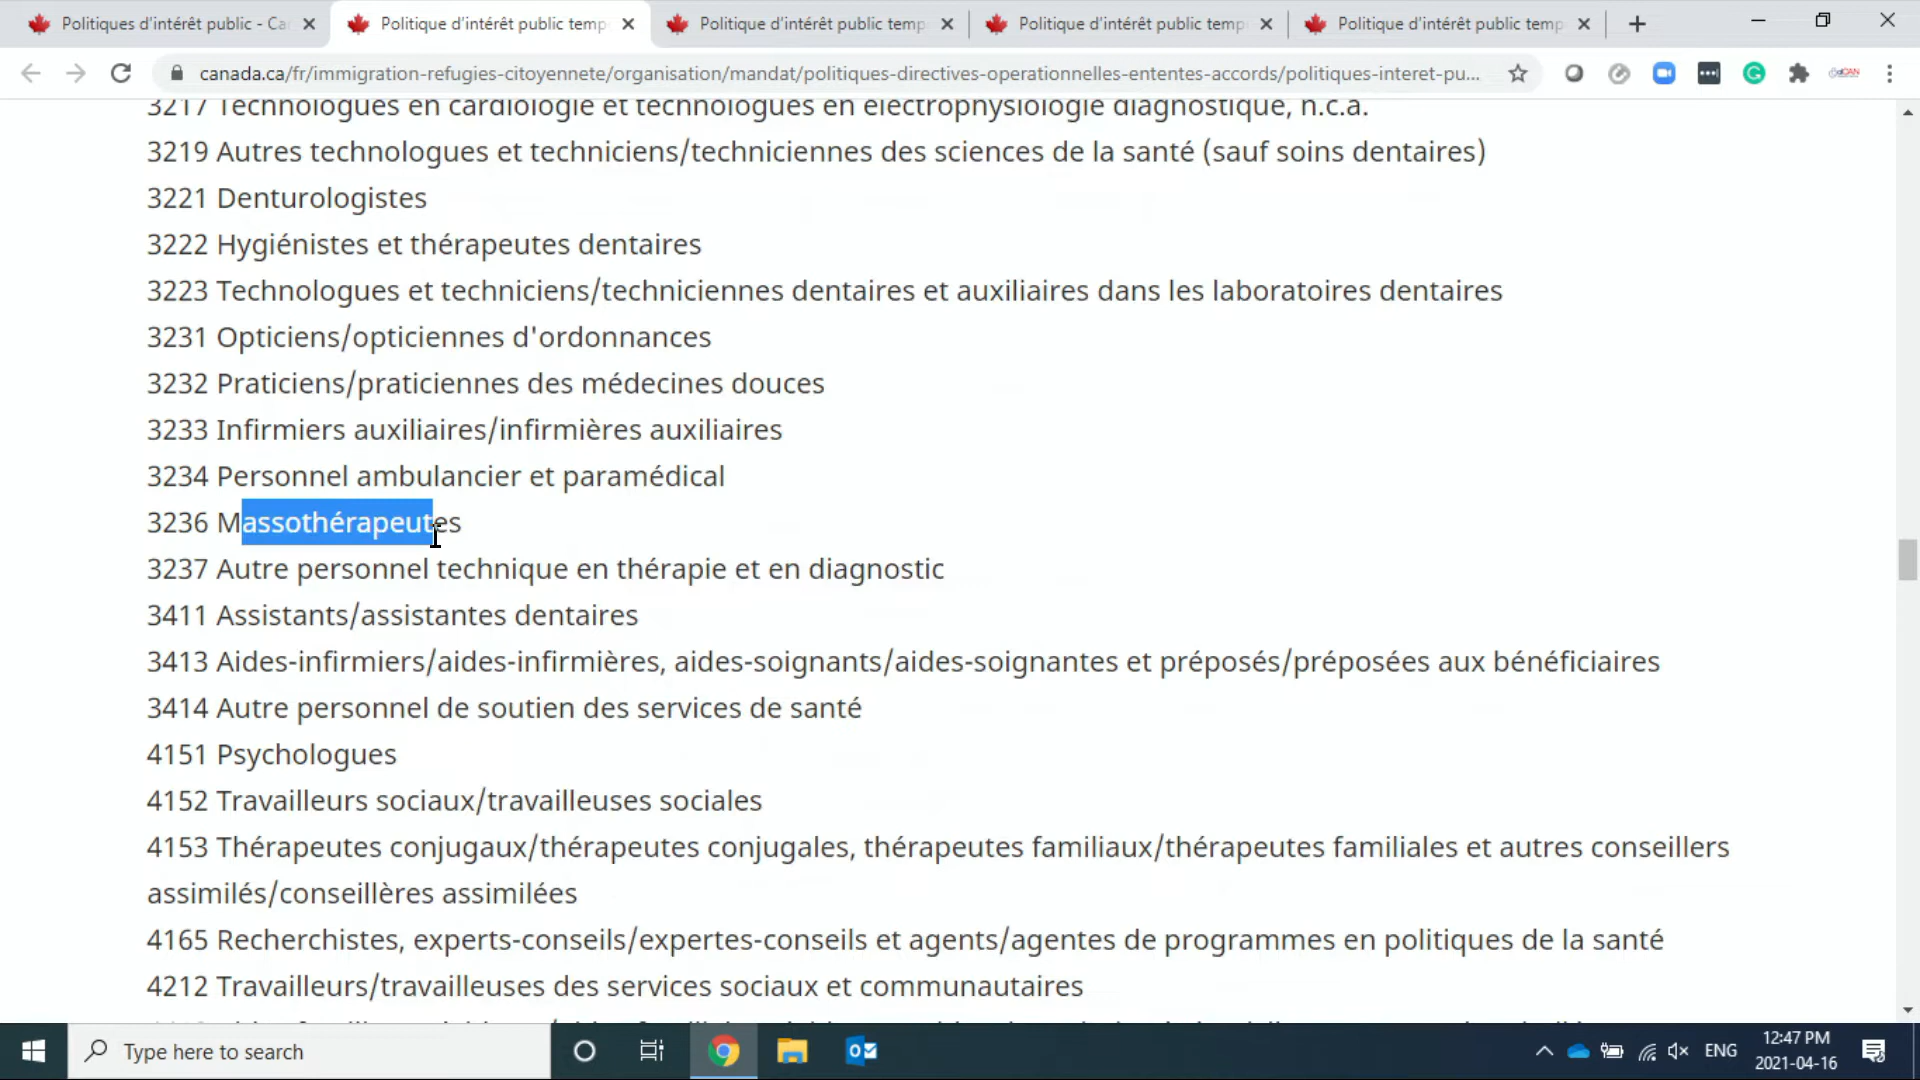 Politiques d'intérêt public - Ca
Politique d'intérêt public temp
Politique d'intérêt public temp
Politique d'intérêt public temp
Politique d'intérêt public temp
canada.ca/fr/immigration-refugies-citoyennete/organisation/mandat/politiques-directives-operationnelles-ententes-accords/politiques-interet-pu...
3217 Technologues en cardiologie et technologues en électrophysiologie diagnostique, n.c.a.
3219 Autres technologues et techniciens/techniciennes des sciences de la santé (sauf soins dentaires)
3221 Denturologistes
3222 Hygiénistes et thérapeutes dentaires
3223 Technologues et techniciens/techniciennes dentaires et auxiliaires dans les laboratoires dentaires
3231 Opticiens/opticiennes d'ordonnances
3232 Praticiens/praticiennes des médecines douces
3233 Infirmiers auxiliaires/infirmières auxiliaires
3234 Personnel ambulancier et paramédical
3236 Massothérapeutes
3237 Autre personnel technique en thérapie et en diagnostic
3411 Assistants/assistantes dentaires
3413 Aides-infirmiers/aides-infirmières, aides-soignants/aides-soignantes et préposés/préposées aux bénéficiaires
3414 Autre personnel de soutien des services de santé
4151 Psychologues
4152 Travailleurs sociaux/travailleuses sociales
4153 Thérapeutes conjugaux/thérapeutes conjugales, thérapeutes familiaux/thérapeutes familiales et autres conseillers
assimilés/conseillères assimilées
4165 Recherchistes, experts-conseils/expertes-conseils et agents/agentes de programmes en politiques de la santé
4212 Travailleurs/travailleuses des services sociaux et communautaires
Type here to search
ENG
12:47 PM
2021-04-16